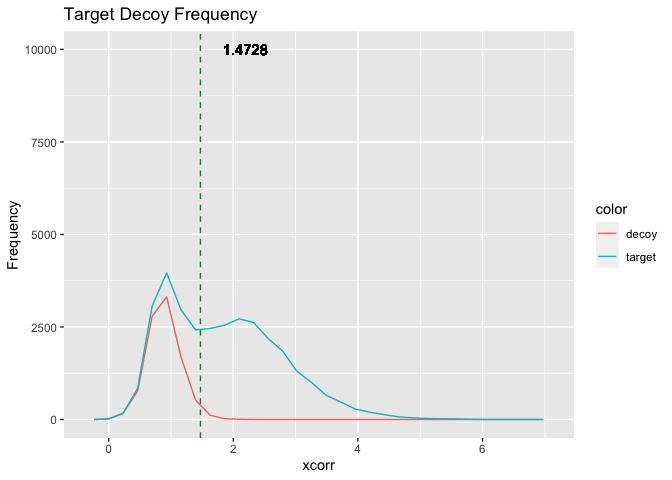 Target Decoy Frequency
10000
1.4728
7500
5000
2500
0
Frequency
0 2 4 6
xcorr
color
decoy
target